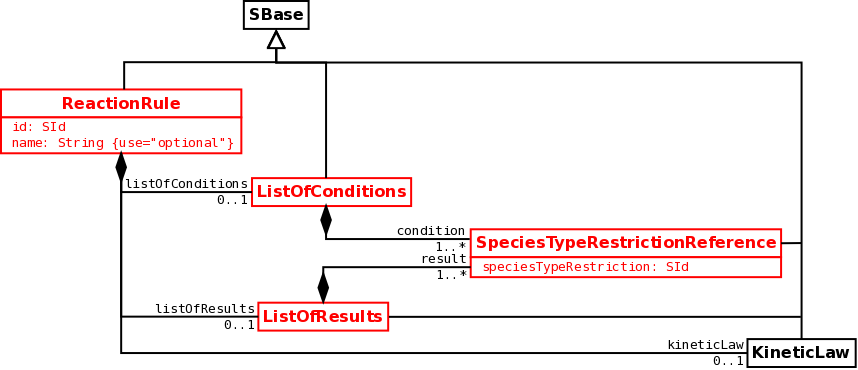 SBase
ReactionRule
id: SId
name: String {use="optional"}
listOfConditions
0..1
ListOfConditions
condition
1..*
SpeciesTypeRestrictionReference
speciesTypeRestriction: SId
result
1..*
listOfResults
0..1
ListOfResults
kineticLaw
0..1
KineticLaw